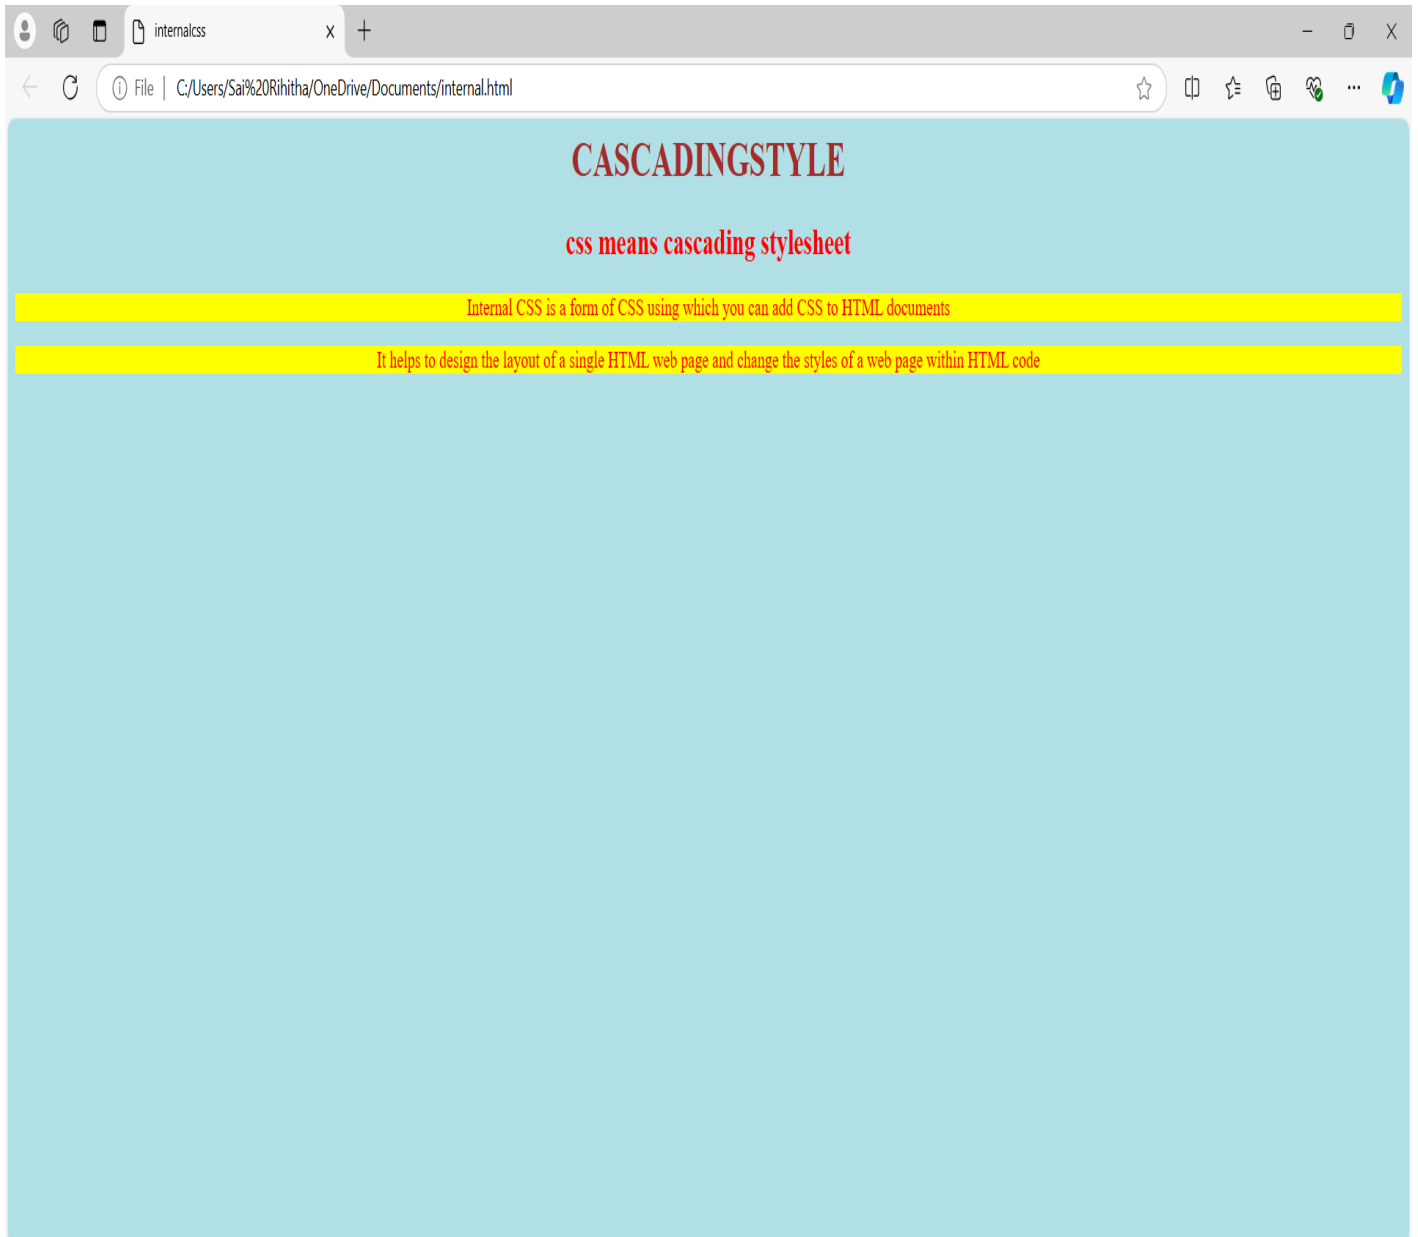 internalcss
File | C:/Users/Sai%20Rihitha/OneDrive/Documents/internal.html
CASCADINGSTYLE
css means cascading stylesheet
Internal CSS is a form of CSS using which you can add CSS to HTML documents
It helps to design the layout of a single HTML web page and change the styles of a web page within HTML code